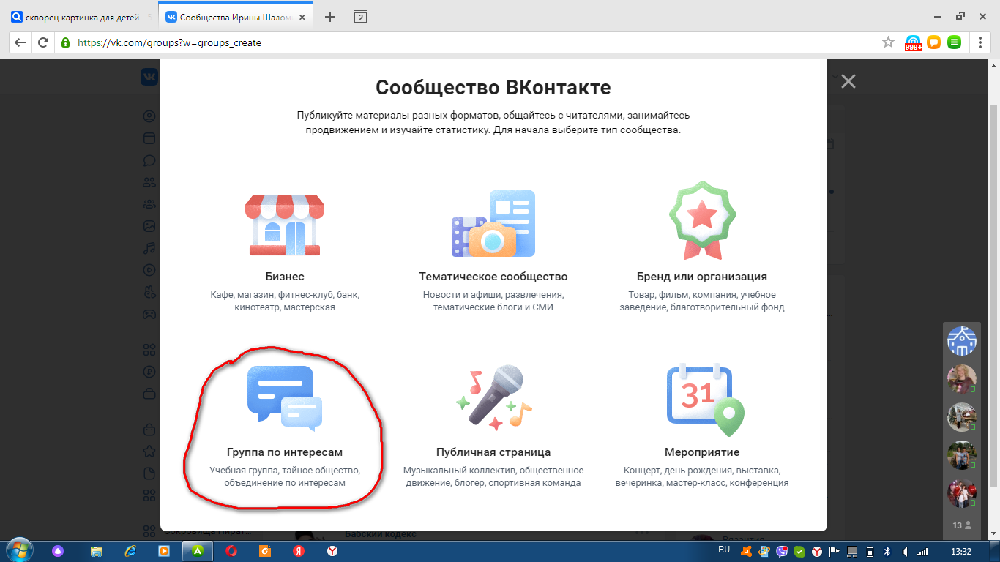 скворец картинка для детей -
Сообщества Ирины Шалом
2
https://vk.com/groups?w=groups_create
999+
Сообщество ВКонтакте
Публикуйте материалы разных форматов, общайтесь с читателями, занимайтесь
продвижением и изучайте статистику. Для начала выберите тип сообщества.
Бизнес
Кафе, магазин, фитнес-клуб, банк,
кинотеатр, мастерская
Тематическое сообщество
Новости и афиши, развлечения,
тематические блоги и СМИ
Бренд или организация
Товар, фильм, компания, учебное
заведение, благотворительный фонд
31
Группа по интересам
Учебная группа, тайное общество,
объединение по интересам
Публичная страница
Музыкальный коллектив, общественное
движение, блогер, спортивная команда
Мероприятие
Концерт, день рождения, выставка,
вечеринка, мастер-класс, конференция
13
Сокровища Пират...
Бабский кодекс
Византия
RU
13:32